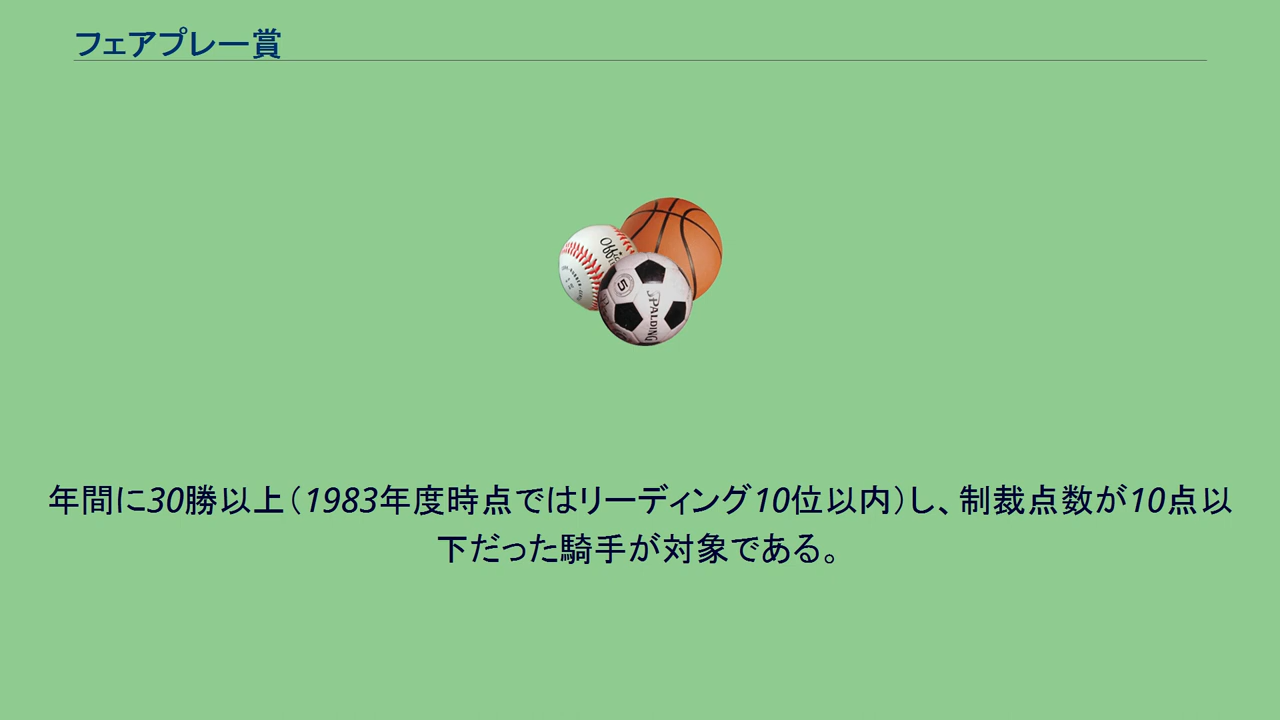 フェアプレー賞
Offic
5
SPALDING
年間に30勝以上（1983年度時点ではリーディング10位以内）し、制裁点数が10点以
下だった騎手が対象である。